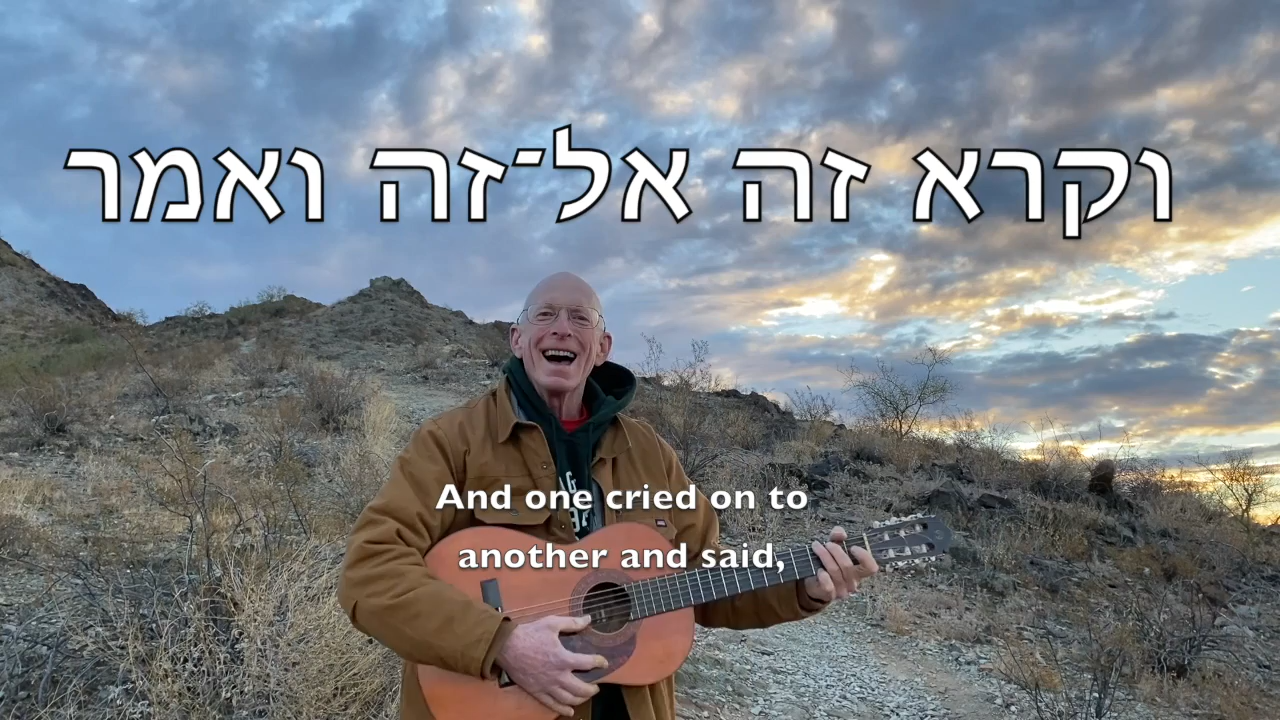 וקרא זה אל־זה ואמר
And one cried on to
another and said,